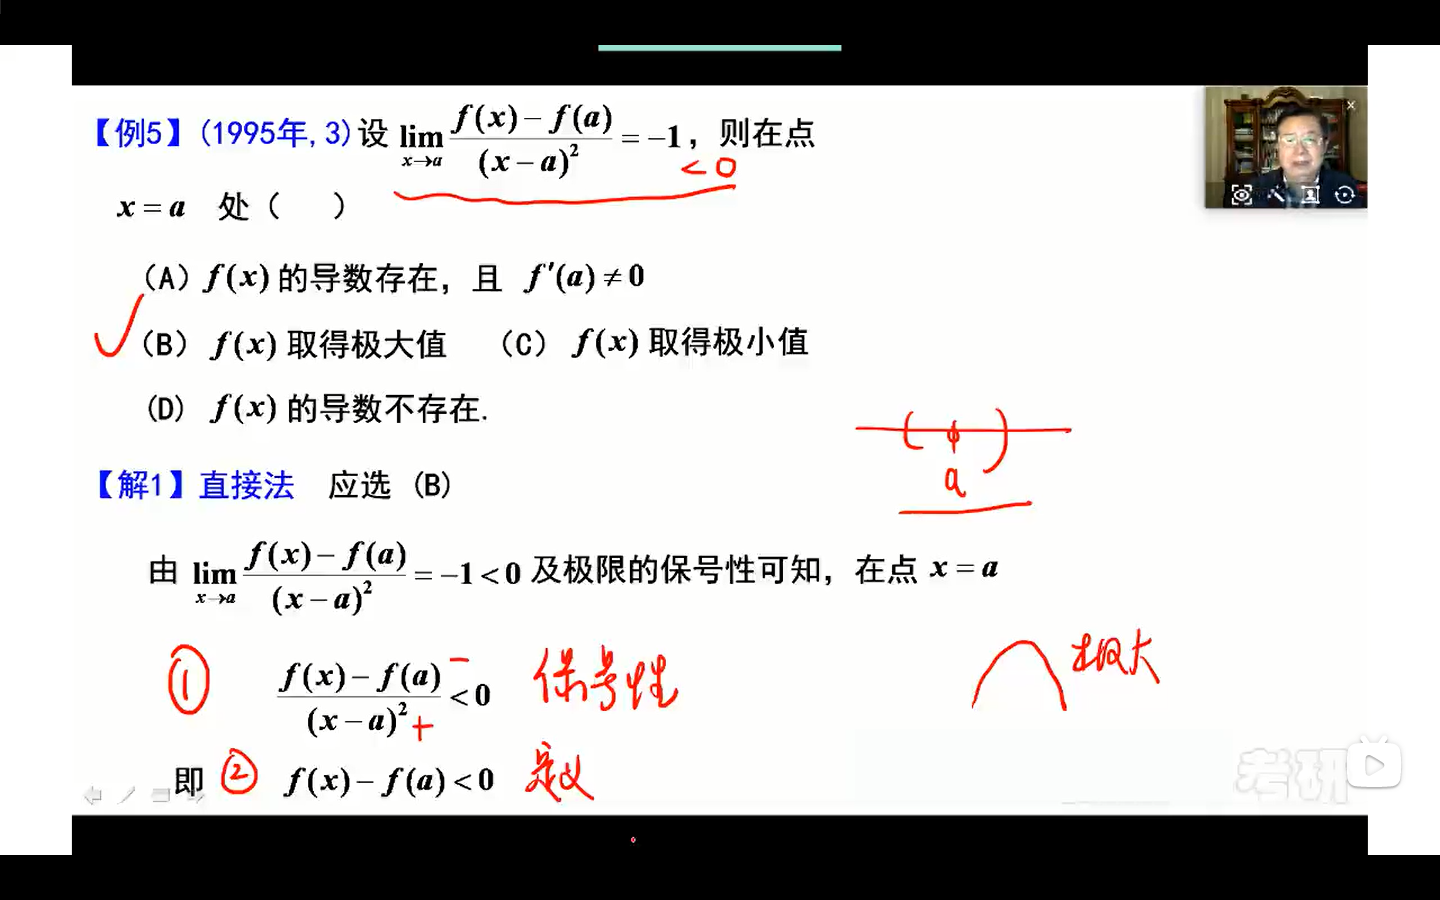 【例5】(1995年,3)设 lim_{x→a} \frac{f(x)-f(a)}{(x-a)^2} = -1, 则在点
< 0
x = a 处 ( )
(A) f(x) 的导数存在, 且 f'(a) ≠ 0
(B) f(x) 取得极大值 (C) f(x) 取得极小值
(D) f(x) 的导数不存在.
a
【解1】直接法 应选 (B)
由 lim_{x→a} \frac{f(x)-f(a)}{(x-a)^2} = -1 < 0 及极限的保号性可知, 在点 x = a
① \frac{f(x)-f(a)}{(x-a)^2} < 0 保号性
- +
极大
即 ② f(x) - f(a) < 0 定义
考研